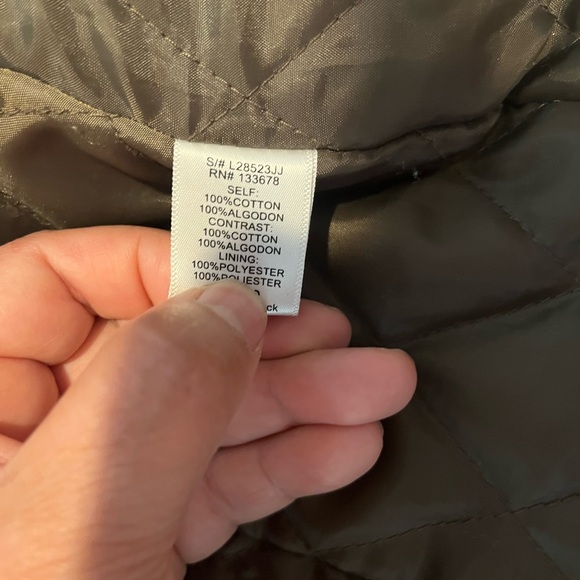 S/# L28523JJ
RN# 133678
SELF:
100%COTTON
100%ALGODON
CONTRAST:
100%COTTON
100%ALGODON
LINING:
100%POLYESTER
100%POLIESTER